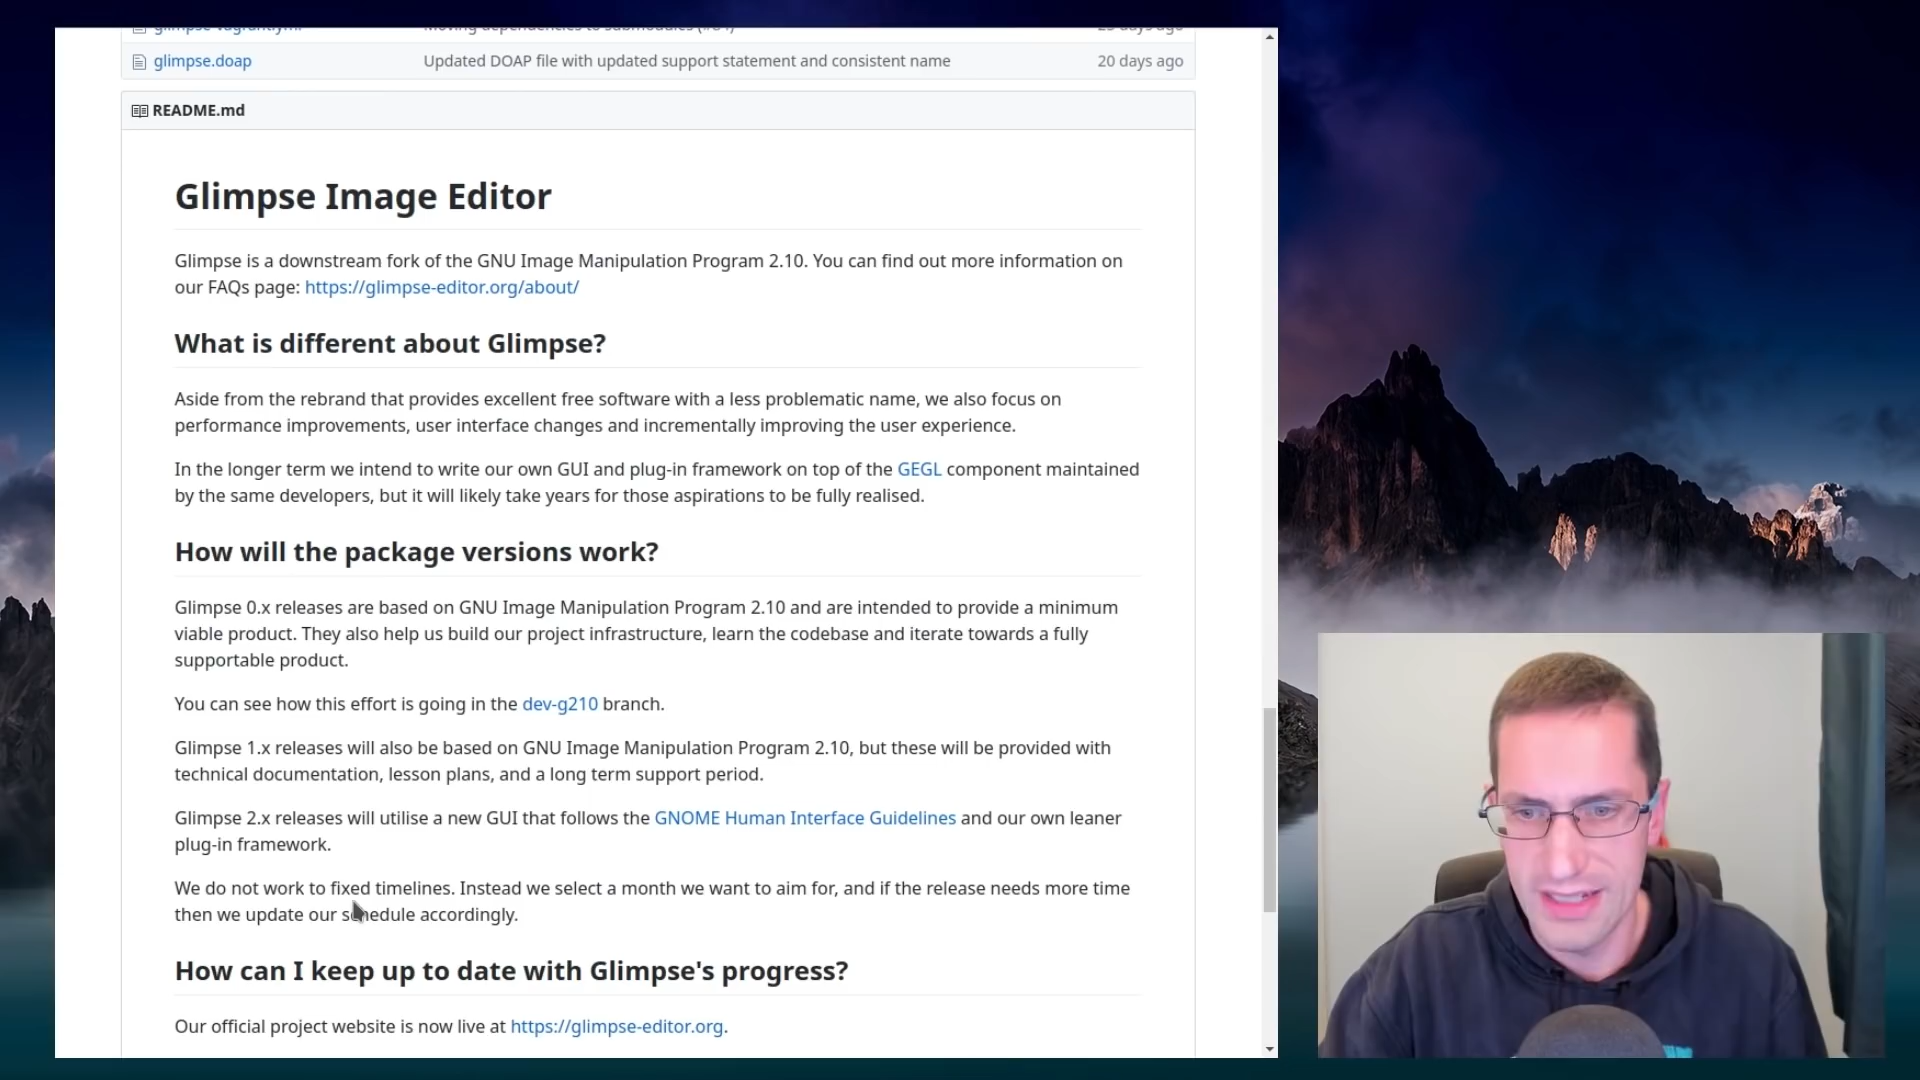 glimpse.doap Updated DOAP file with updated support statement and consistent name 20 days ago
README.md
Glimpse Image Editor
Glimpse is a downstream fork of the GNU Image Manipulation Program 2.10. You can find out more information on
our FAQs page: https://glimpse-editor.org/about/
What is different about Glimpse?
Aside from the rebrand that provides excellent free software with a less problematic name, we also focus on
performance improvements, user interface changes and incrementally improving the user experience.
In the longer term we intend to write our own GUI and plug-in framework on top of the GEGL component maintained
by the same developers, but it will likely take years for those aspirations to be fully realised.
How will the package versions work?
Glimpse 0.x releases are based on GNU Image Manipulation Program 2.10 and are intended to provide a minimum
viable product. They also help us build our project infrastructure, learn the codebase and iterate towards a fully
supportable product.
You can see how this effort is going in the dev-g210 branch.
Glimpse 1.x releases will also be based on GNU Image Manipulation Program 2.10, but these will be provided with
technical documentation, lesson plans, and a long term support period.
Glimpse 2.x releases will utilise a new GUI that follows the GNOME Human Interface Guidelines and our own leaner
plug-in framework.
We do not work to fixed timelines. Instead we select a month we want to aim for, and if the release needs more time
then we update our schedule accordingly.
How can I keep up to date with Glimpse's progress?
Our official project website is now live at https://glimpse-editor.org.